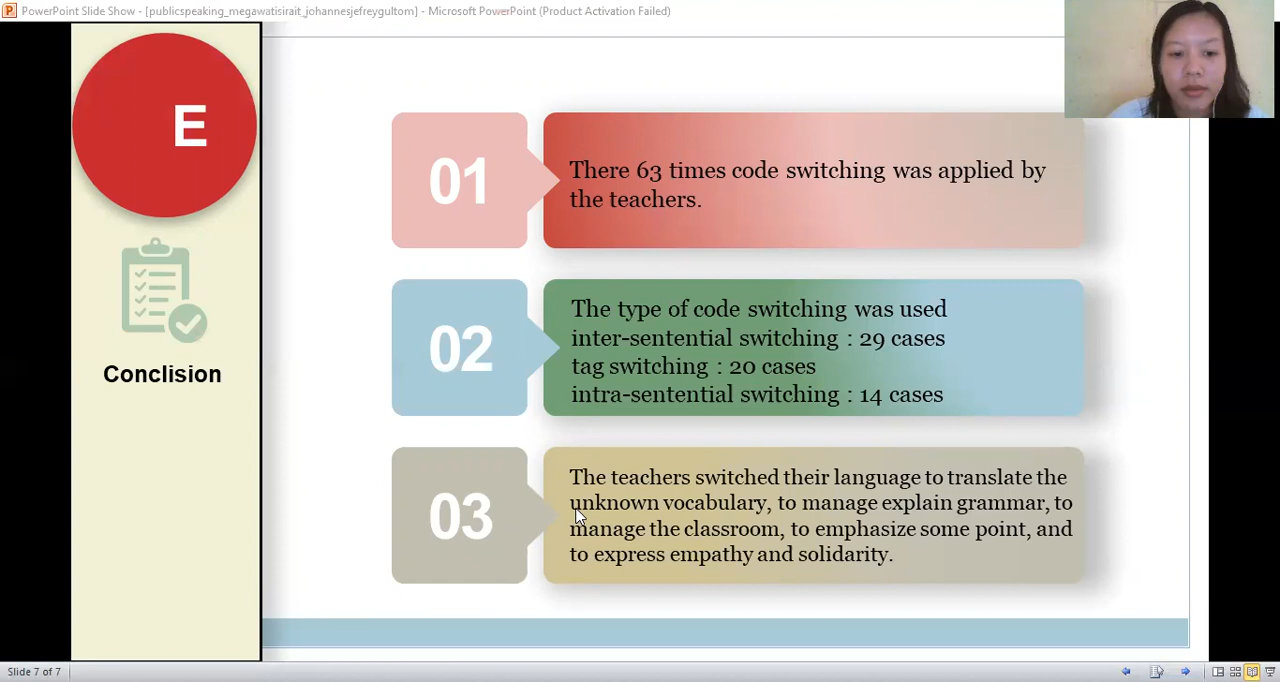 PowerPoint Slide Show - [publicspeaking_megawatisirait_johannesjefreygultom] - Microsoft PowerPoint (Product Activation Failed)
E
Conclision
01
There 63 times code switching was applied by
the teachers.
02
The type of code switching was used
inter-sentential switching : 29 cases
tag switching : 20 cases
intra-sentential switching : 14 cases
03
The teachers switched their language to translate the
unknown vocabulary, to manage explain grammar, to
manage the classroom, to emphasize some point, and
to express empathy and solidarity.
Slide 7 of 7